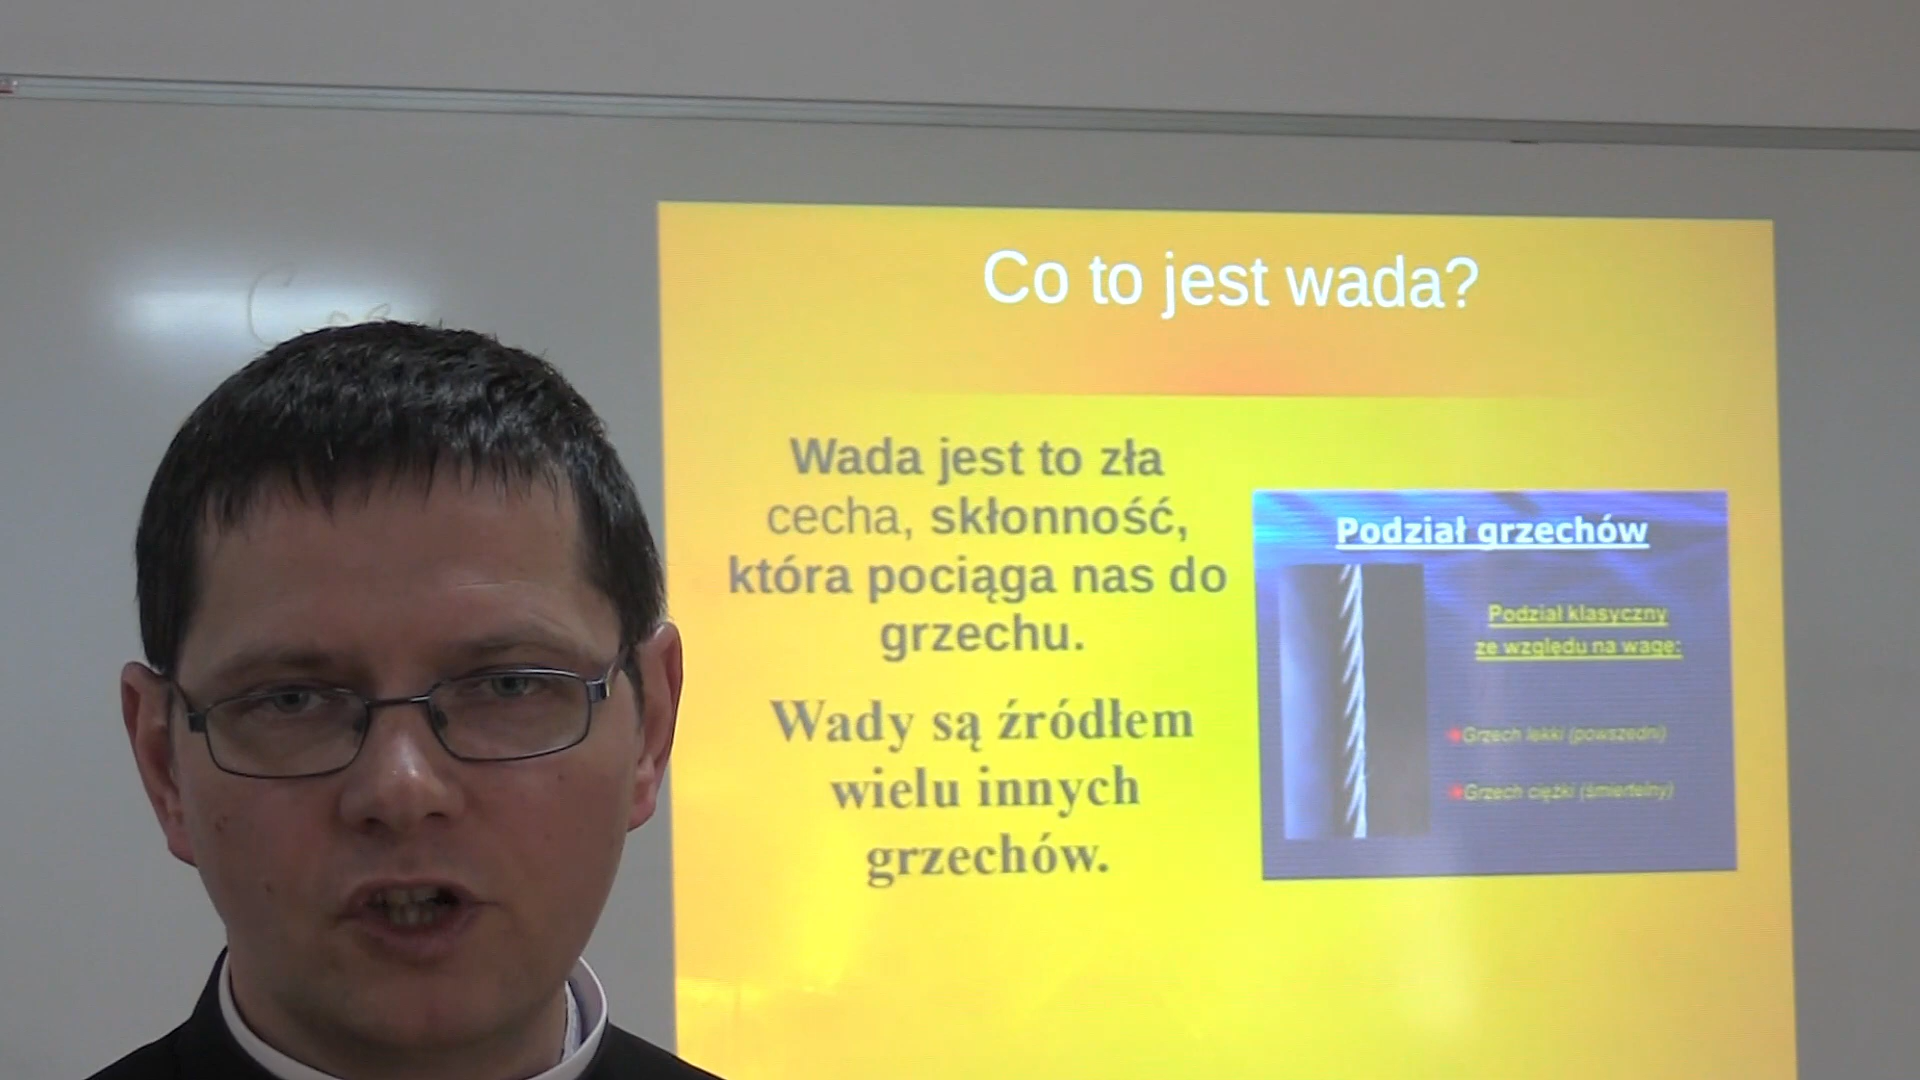 Co to jest wada?
Wada jest to zła
cecha, skłonność,
która pociąga nas do
grzechu.
Wady są źródłem
wielu innych
grzechów.
Podział grzechów
Podział klasyczny
ze względu na wagę:
Grzech lekki (powszedni)
Grzech ciężki (śmiertelny)